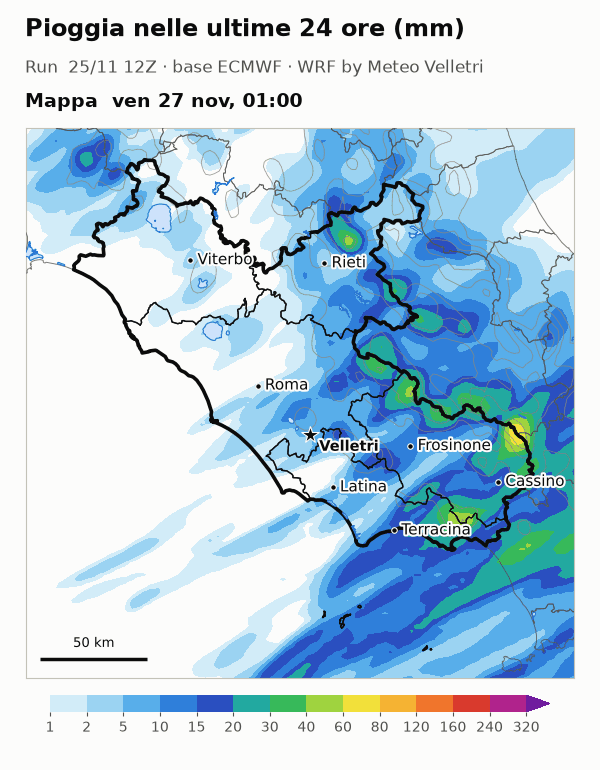 Pioggia nelle ultime 24 ore (mm)
Run  25/11 12Z · base ECMWF · WRF by Meteo Velletri
Mappa  ven 27 nov, 01:00
Viterbo
Rieti
Roma
Velletri
Frosinone
Latina
Cassino
Terracina
50 km
1 2 5 10 15 20 30 40 60 80 120 160 240 320